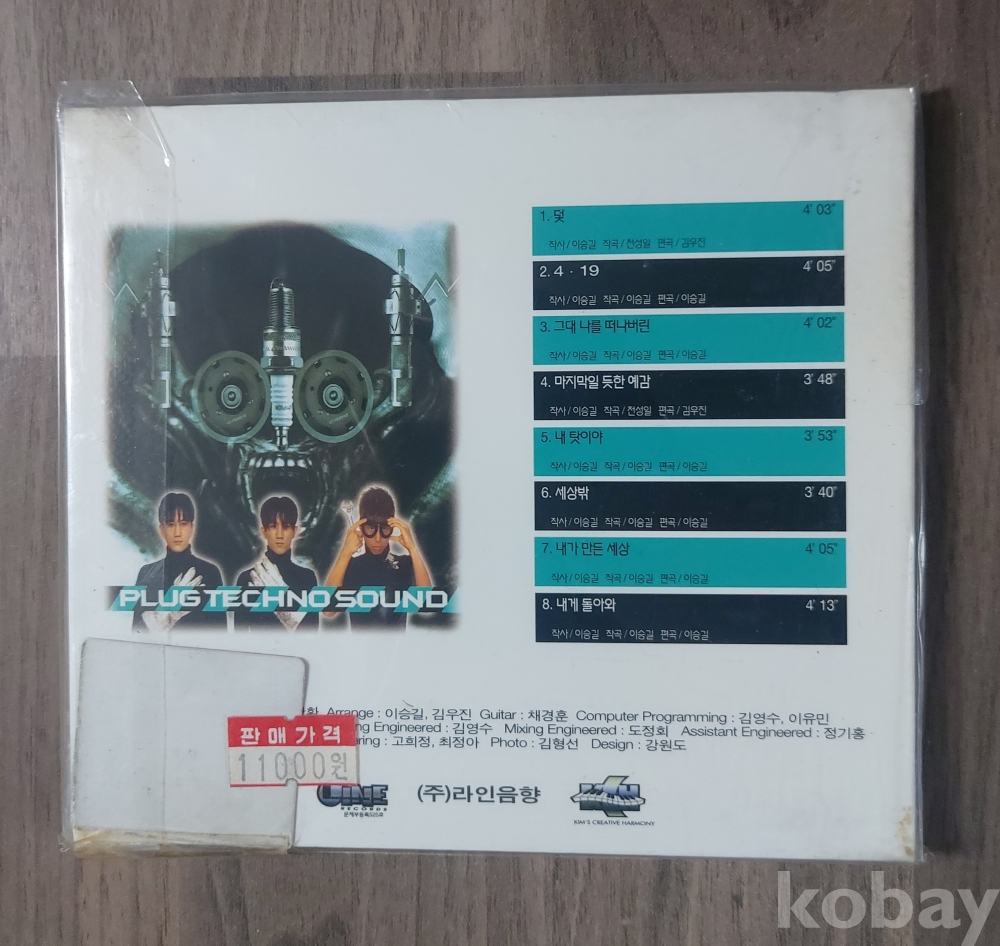 1. 덫 4' 03"
작사 / 이승길 작곡 / 천성일 편곡 / 김우진
2. 4 · 19 4' 05"
작사 / 이승길 작곡 / 이승길 편곡 / 이승길
3. 그대 나를 떠나버린 4' 02"
작사 / 이승길 작곡 / 이승길 편곡 / 이승길
4. 마지막일 듯한 예감 3' 48"
작사 / 이승길 작곡 / 천성일 편곡 / 김우진
5. 내 탓이야 3' 53"
작사 / 이승길 작곡 / 이승길 편곡 / 이승길
6. 세상밖 3' 40"
작사 / 이승길 작곡 / 이승길 편곡 / 이승길
7. 내가 만든 세상 4' 05"
작사 / 이승길 작곡 / 이승길 편곡 / 이승길
8. 내게 돌아와 4' 13"
작사 / 이승길 작곡 / 이승길 편곡 / 이승길
PLUG TECHNO SOUND
Arrange : 이승길, 김우진 Guitar : 채경훈 Computer Programming : 김영수, 이유민
Engineered : 김영수 Mixing Engineered : 도정회 Assistant Engineered : 정기홍
: 고희정, 최정아 Photo : 김형선 Design : 강원도
판매가격
11000원
LINE
RECORDS
(주)라인음향
KCH
KIM'S CREATIVE HARMONY
kobay